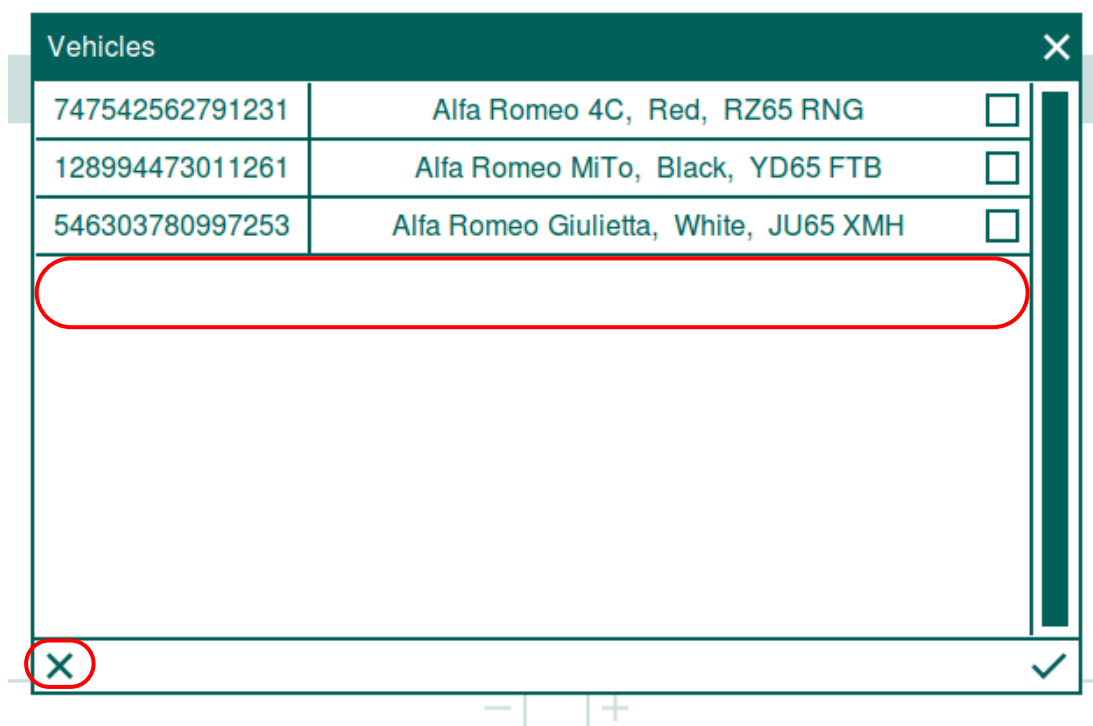 Vehicles
747542562791231 Alfa Romeo 4C, Red, RZ65 RNG
128994473011261 Alfa Romeo MiTo, Black, YD65 FTB
546303780997253 Alfa Romeo Giulietta, White, JU65 XMH